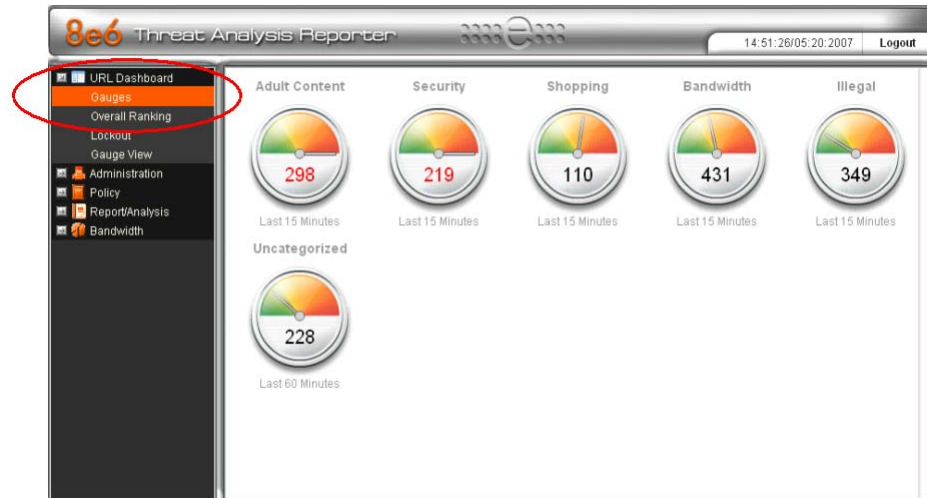 8e6 Threat Analysis Reporter
14:51:26/05:20:2007 Logout
URL Dashboard
Gauges
Overall Ranking
Lockout
Gauge View
Administration
Policy
Report/Analysis
Bandwidth
Adult Content
298
Last 15 Minutes
Security
219
Last 15 Minutes
Shopping
110
Last 15 Minutes
Bandwidth
431
Last 15 Minutes
Illegal
349
Last 15 Minutes
Uncategorized
228
Last 60 Minutes